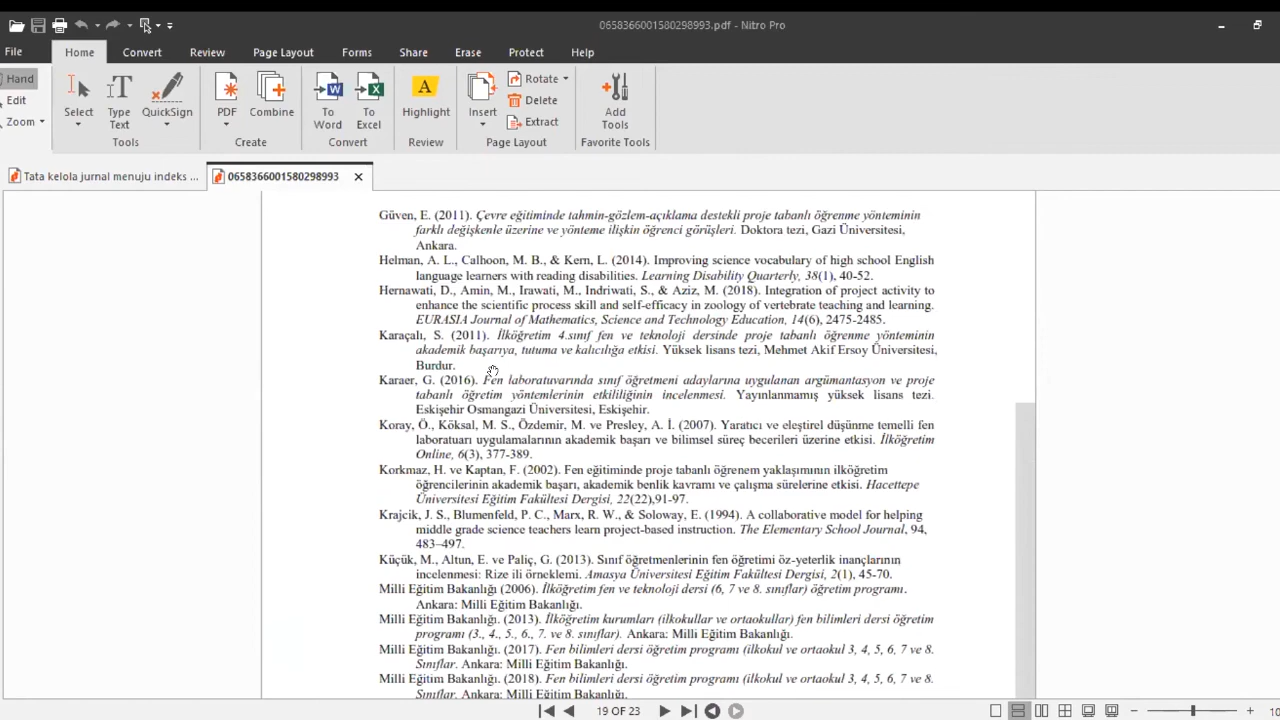 0658366001580298993.pdf - Nitro Pro
File Home Convert Review Page Layout Forms Share Erase Protect Help
Hand
Edit
Zoom
Select
Type Text
QuickSign
Tools
PDF
Combine
Create
To Word
To Excel
Convert
Highlight
Review
Insert
Rotate
Delete
Extract
Page Layout
Add Tools
Favorite Tools
Tata kelola jurnal menuju indeks ...
0658366001580298993
Güven, E. (2011). Çevre eğitiminde tahmin-gözlem-açıklama destekli proje tabanlı öğrenme yönteminin
farklı değişkenle üzerine ve yönteme ilişkin öğrenci görüşleri. Doktora tezi, Gazi Üniversitesi,
Ankara.
Helman, A. L., Calhoon, M. B., & Kern, L. (2014). Improving science vocabulary of high school English
language learners with reading disabilities. Learning Disability Quarterly, 38(1), 40-52.
Hernawati, D., Amin, M., Irawati, M., Indriwati, S., & Aziz, M. (2018). Integration of project activity to
enhance the scientific process skill and self-efficacy in zoology of vertebrate teaching and learning.
EURASIA Journal of Mathematics, Science and Technology Education, 14(6), 2475-2485.
Karaçalı, S. (2011). İlköğretim 4.sınıf fen ve teknoloji dersinde proje tabanlı öğrenme yönteminin
akademik başarıya, tutuma ve kalıcılığa etkisi. Yüksek lisans tezi, Mehmet Akif Ersoy Üniversitesi,
Burdur.
Karaer, G. (2016). Fen laboratuvarında sınıf öğretmeni adaylarına uygulanan argümantasyon ve proje
tabanlı öğretim yöntemlerinin etkililiğinin incelenmesi. Yayınlanmamış yüksek lisans tezi.
Eskişehir Osmangazi Üniversitesi, Eskişehir.
Koray, Ö., Köksal, M. S., Özdemir, M. ve Presley, A. İ. (2007). Yaratıcı ve eleştirel düşünme temelli fen
laboratuarı uygulamalarının akademik başarı ve bilimsel süreç becerileri üzerine etkisi. İlköğretim
Online, 6(3), 377-389.
Korkmaz, H. ve Kaptan, F. (2002). Fen eğitiminde proje tabanlı öğrenem yaklaşımının ilköğretim
öğrencilerinin akademik başarı, akademik benlik kavramı ve çalışma sürelerine etkisi. Hacettepe
Üniversitesi Eğitim Fakültesi Dergisi, 22(22),91-97.
Krajcik, J. S., Blumenfeld, P. C., Marx, R. W., & Soloway, E. (1994). A collaborative model for helping
middle grade science teachers learn project-based instruction. The Elementary School Journal, 94,
483–497.
Küçük, M., Altun, E. ve Paliç, G. (2013). Sınıf öğretmenlerinin fen öğretimi öz-yeterlik inançlarının
incelenmesi: Rize ili örneklemi. Amasya Üniversitesi Eğitim Fakültesi Dergisi, 2(1), 45-70.
Milli Eğitim Bakanlığı (2006). İlköğretim fen ve teknoloji dersi (6, 7 ve 8. sınıflar) öğretim programı.
Ankara: Milli Eğitim Bakanlığı.
Milli Eğitim Bakanlığı. (2013). İlköğretim kurumları (ilkokullar ve ortaokullar) fen bilimleri dersi öğretim
programı (3., 4., 5., 6., 7. ve 8. sınıflar). Ankara: Milli Eğitim Bakanlığı.
Milli Eğitim Bakanlığı. (2017). Fen bilimleri dersi öğretim programı (ilkokul ve ortaokul 3, 4, 5, 6, 7 ve 8.
Sınıflar. Ankara: Milli Eğitim Bakanlığı.
Milli Eğitim Bakanlığı. (2018). Fen bilimleri dersi öğretim programı (ilkokul ve ortaokul 3, 4, 5, 6, 7 ve 8.
Sınıflar. Ankara: Milli Eğitim Bakanlığı.
19 OF 23
10